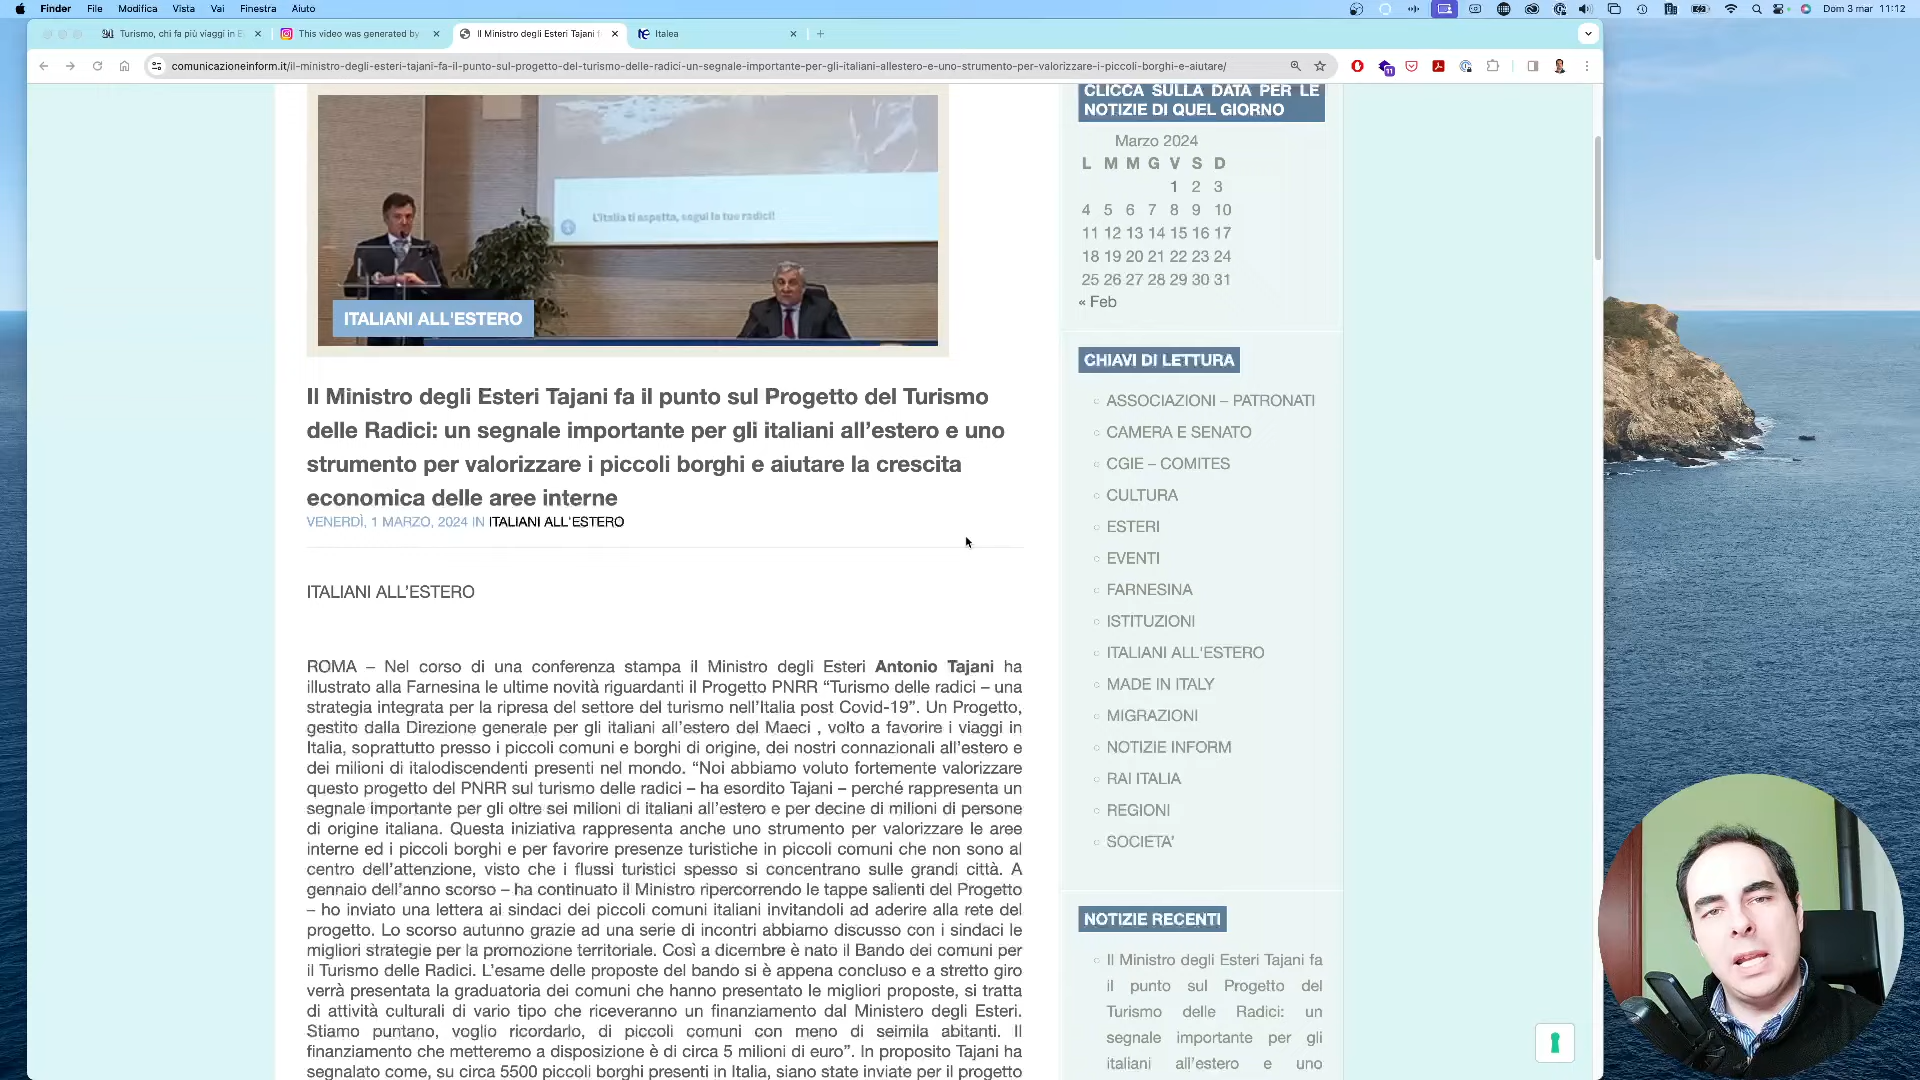 Finder File Modifica Vista Vai Finestra Aiuto
Dom 3 mar 11:12
Turismo, chi fa più viaggi in E
This video was generated by
Il Ministro degli Esteri Tajani f
Italea
comunicazioneinform.it/il-ministro-degli-esteri-tajani-fa-il-punto-sul-progetto-del-turismo-delle-radici-un-segnale-importante-per-gli-italiani-allestero-e-uno-strumento-per-valorizzare-i-piccoli-borghi-e-aiutare/
11
L'Italia ti aspetta, segui le tue radici!
ITALIANI ALL'ESTERO
Il Ministro degli Esteri Tajani fa il punto sul Progetto del Turismo
delle Radici: un segnale importante per gli italiani all’estero e uno
strumento per valorizzare i piccoli borghi e aiutare la crescita
economica delle aree interne
VENERDÌ, 1 MARZO, 2024 IN ITALIANI ALL'ESTERO
ITALIANI ALL’ESTERO
ROMA – Nel corso di una conferenza stampa il Ministro degli Esteri Antonio Tajani ha
illustrato alla Farnesina le ultime novità riguardanti il Progetto PNRR “Turismo delle radici – una
strategia integrata per la ripresa del settore del turismo nell’Italia post Covid-19”. Un Progetto,
gestito dalla Direzione generale per gli italiani all’estero del Maeci , volto a favorire i viaggi in
Italia, soprattutto presso i piccoli comuni e borghi di origine, dei nostri connazionali all’estero e
dei milioni di italodiscendenti presenti nel mondo. “Noi abbiamo voluto fortemente valorizzare
questo progetto del PNRR sul turismo delle radici – ha esordito Tajani – perché rappresenta un
segnale importante per gli oltre sei milioni di italiani all’estero e per decine di milioni di persone
di origine italiana. Questa iniziativa rappresenta anche uno strumento per valorizzare le aree
interne ed i piccoli borghi e per favorire presenze turistiche in piccoli comuni che non sono al
centro dell’attenzione, visto che i flussi turistici spesso si concentrano sulle grandi città. A
gennaio dell’anno scorso – ha continuato il Ministro ripercorrendo le tappe salienti del Progetto
– ho inviato una lettera ai sindaci dei piccoli comuni italiani invitandoli ad aderire alla rete del
progetto. Lo scorso autunno grazie ad una serie di incontri abbiamo discusso con i sindaci le
migliori strategie per la promozione territoriale. Così a dicembre è nato il Bando dei comuni per
il Turismo delle Radici. L’esame delle proposte del bando si è appena concluso e a stretto giro
verrà presentata la graduatoria dei comuni che hanno presentato le migliori proposte, si tratta
di attività culturali di vario tipo che riceveranno un finanziamento dal Ministero degli Esteri.
Stiamo puntano, voglio ricordarlo, di piccoli comuni con meno di seimila abitanti. Il
finanziamento che metteremo a disposizione è di circa 5 milioni di euro”. In proposito Tajani ha
segnalato come, su circa 5500 piccoli borghi presenti in Italia, siano state inviate per il progetto
CLICCA SULLA DATA PER LE
NOTIZIE DI QUEL GIORNO
Marzo 2024
L M M G V S D
1 2 3
4 5 6 7 8 9 10
11 12 13 14 15 16 17
18 19 20 21 22 23 24
25 26 27 28 29 30 31
« Feb
CHIAVI DI LETTURA
ASSOCIAZIONI – PATRONATI
CAMERA E SENATO
CGIE – COMITES
CULTURA
ESTERI
EVENTI
FARNESINA
ISTITUZIONI
ITALIANI ALL'ESTERO
MADE IN ITALY
MIGRAZIONI
NOTIZIE INFORM
RAI ITALIA
REGIONI
SOCIETA'
NOTIZIE RECENTI
Il Ministro degli Esteri Tajani fa
il punto sul Progetto del
Turismo delle Radici: un
segnale importante per gli
italiani all’estero e uno